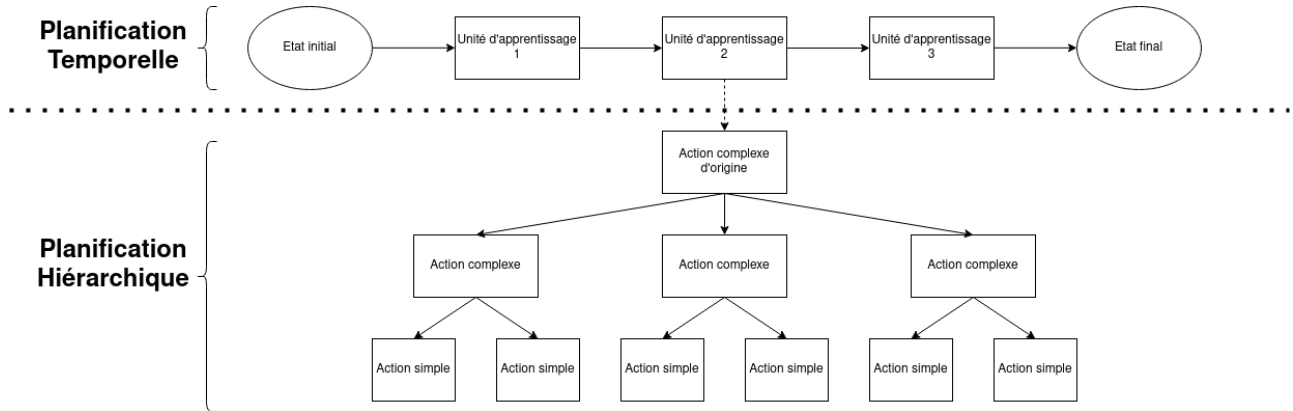 Planification
Temporelle
Etat initial
Unité d'apprentissage
1
Unité d'apprentissage
2
Unité d'apprentissage
3
Etat final
Planification
Hiérarchique
Action complexe
d'origine
Action complexe
Action complexe
Action complexe
Action simple
Action simple
Action simple
Action simple
Action simple
Action simple